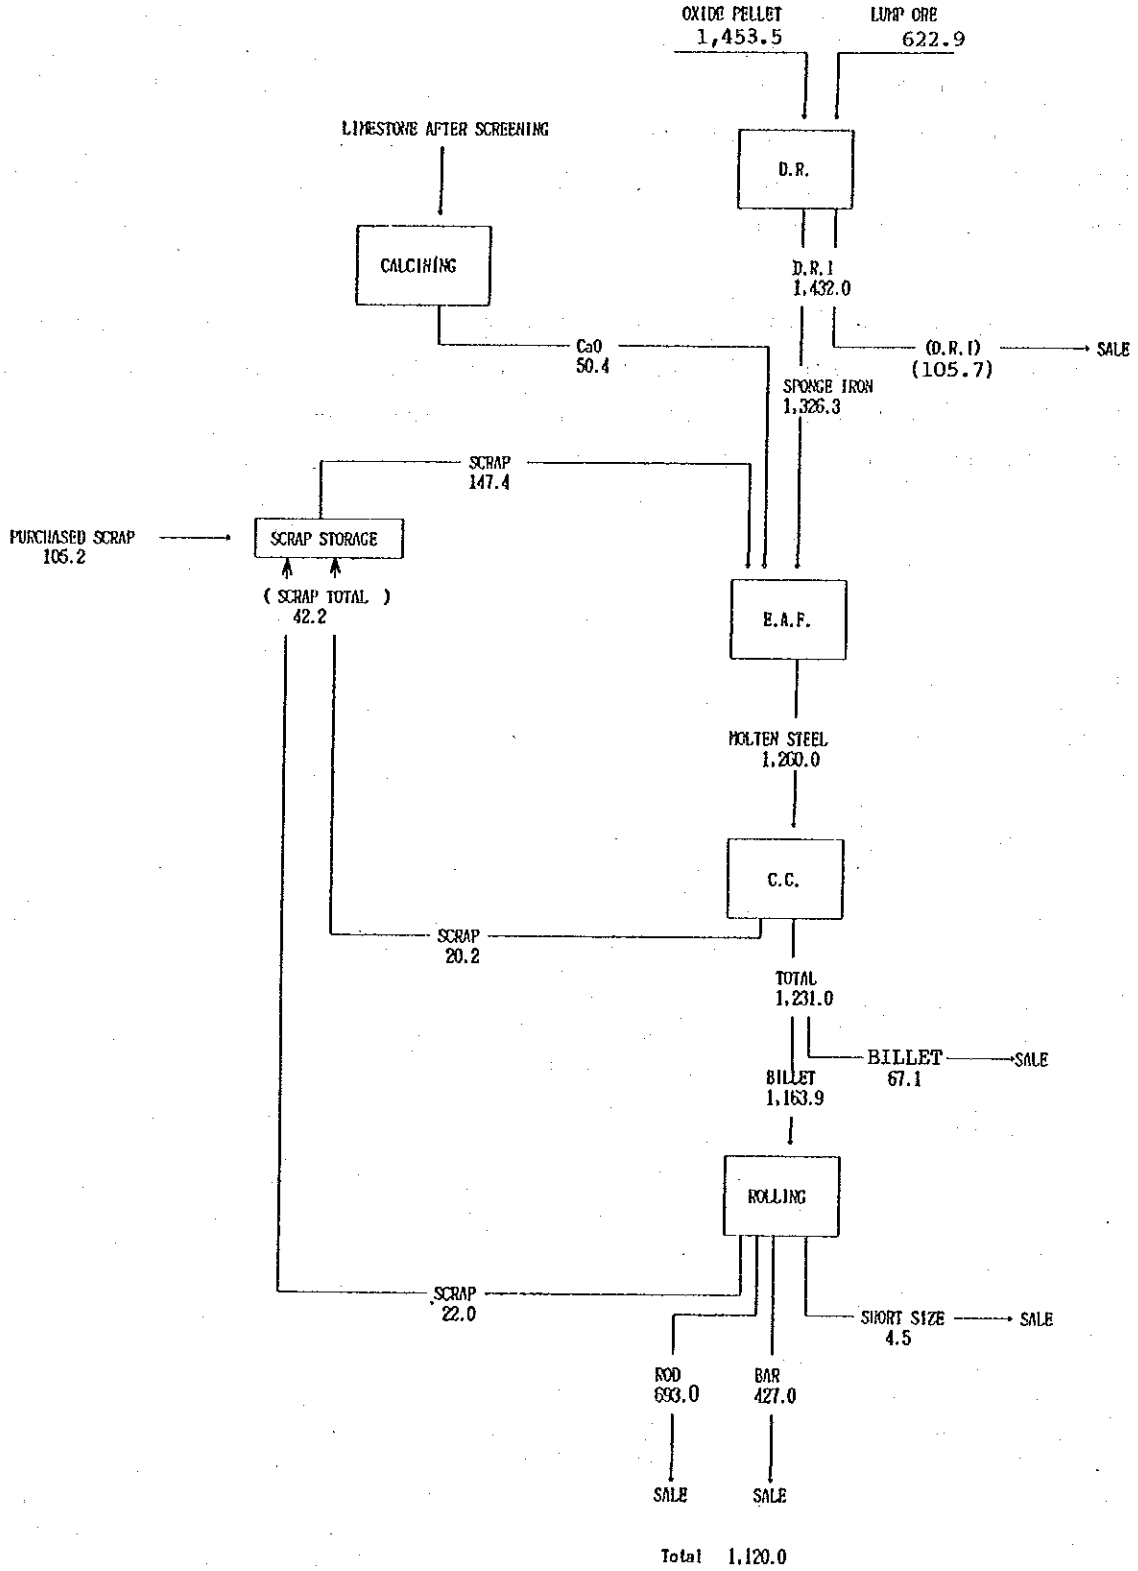 OXIDE PELLET
1,453.5
LUMP ORE
622.9
LIMESTONE AFTER SCREENING
D.R.
CALCINING
D.R.I
1,432.0
CaO
50.4
(D.R.I)
(105.7)
SALE
SPONGE IRON
1,326.3
SCRAP
147.4
PURCHASED SCRAP
105.2
SCRAP STORAGE
( SCRAP TOTAL )
42.2
E.A.F.
MOLTEN STEEL
1,260.0
C.C.
SCRAP
20.2
TOTAL
1,231.0
BILLET
67.1
SALE
BILLET
1,163.9
ROLLING
SCRAP
22.0
SHORT SIZE
4.5
SALE
ROD
693.0
BAR
427.0
SALE
SALE
Total 1,120.0